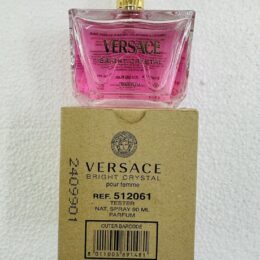 VERSACE
BRIGHT CRYSTAL
PARFUM
2409901
VERSACE
BRIGHT CRYSTAL
pour femme
REF. 512061
TESTER
NAT. SPRAY 90 ML
PARFUM
OUTER BARCODE